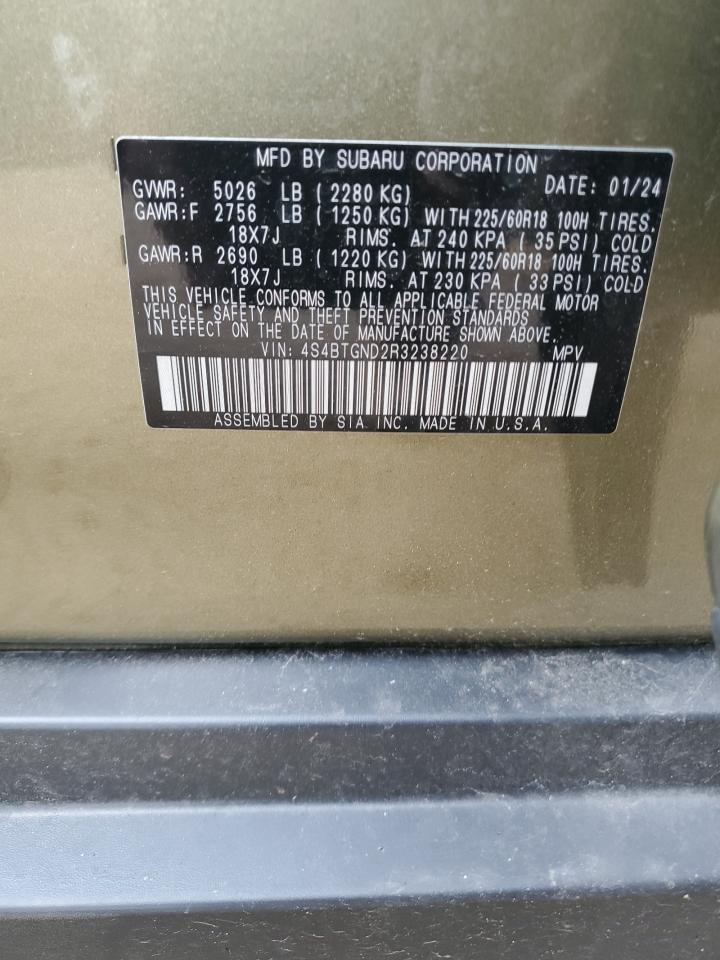 MFD BY SUBARU CORPORATION
GVWR: 5026 LB (2280 KG) DATE: 01/24
GAWR:F 2756 LB (1250 KG) WITH 225/60R18 100H TIRES.
18X7J RIMS. AT 240 KPA (35 PSI) COLD
GAWR:R 2690 LB (1220 KG) WITH 225/60R18 100H TIRES.
18X7J RIMS. AT 230 KPA (33 PSI) COLD
THIS VEHICLE CONFORMS TO ALL APPLICABLE FEDERAL MOTOR
VEHICLE SAFETY AND THEFT PREVENTION STANDARDS
IN EFFECT ON THE DATE OF MANUFACTURE SHOWN ABOVE.
VIN: 4S4BTGND2R3238220 MPV
ASSEMBLED BY SIA INC. MADE IN U.S.A.